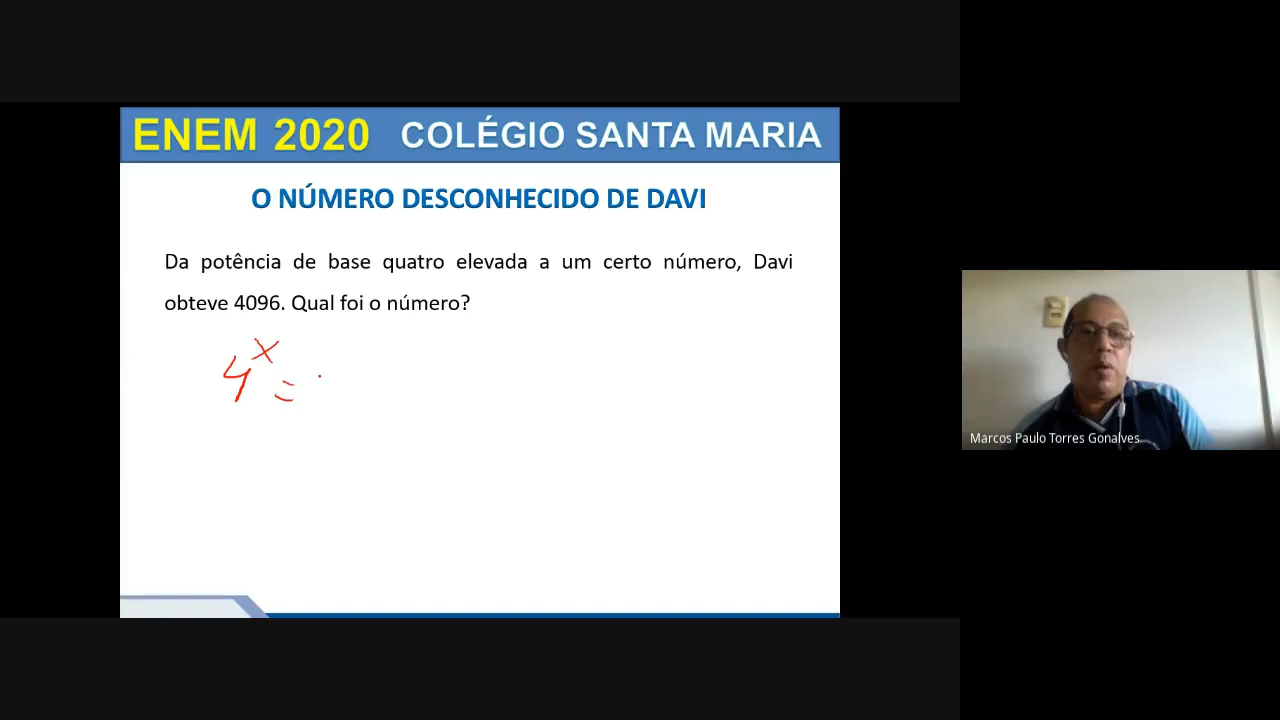 ENEM 2020 COLÉGIO SANTA MARIA
O NÚMERO DESCONHECIDO DE DAVI
Da potência de base quatro elevada a um certo número, Davi
obteve 4096. Qual foi o número?
4^x =
Marcos Paulo Torres Gonalves